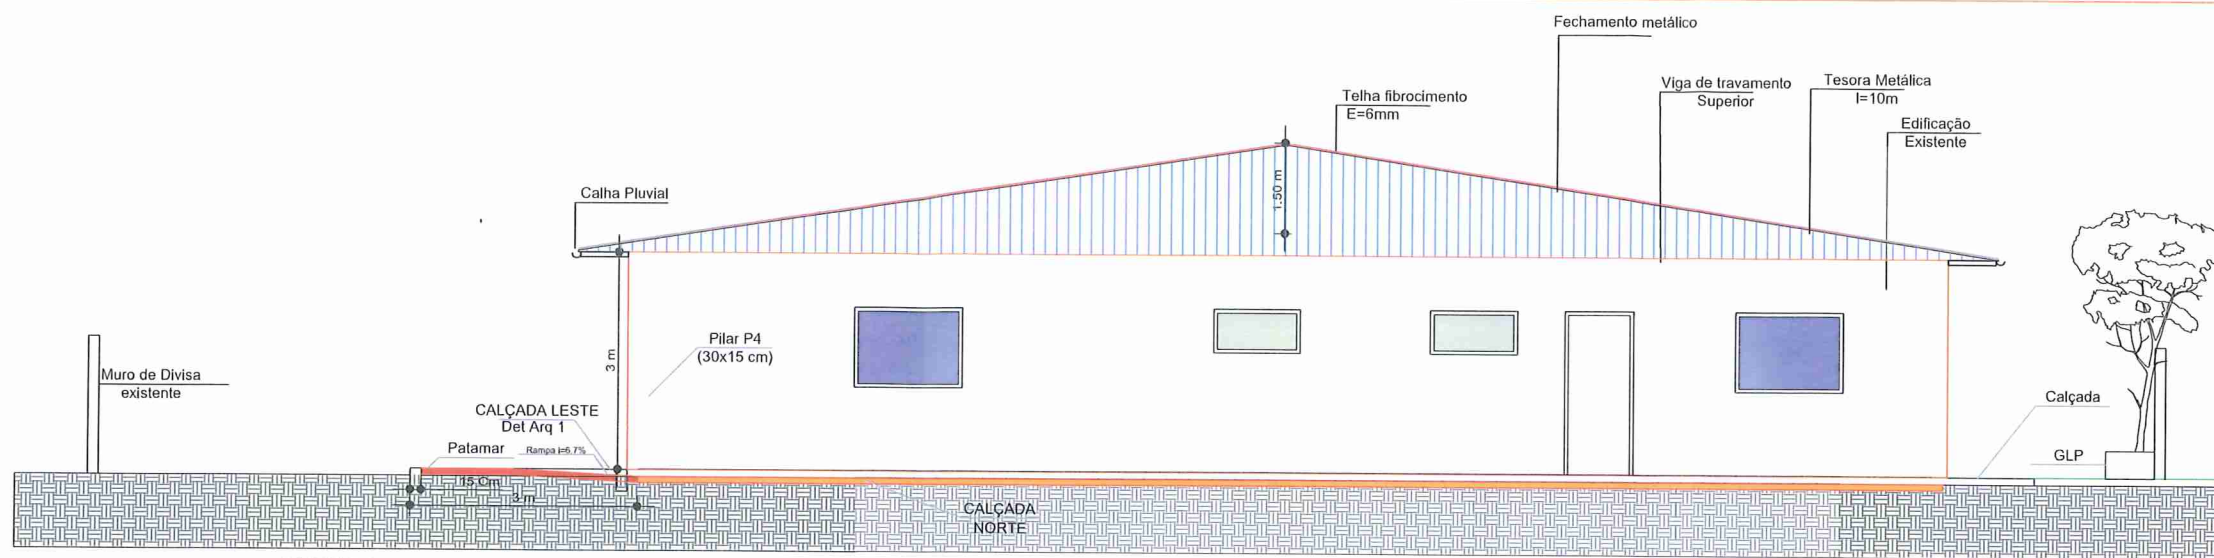 Fechamento metálico
Telha fibrocimento
E=6mm
Viga de travamento
Superior
Tesora Metálica
l=10m
Edificação
Existente
Calha Pluvial
1.50 m
3 m
Pilar P4
(30x15 cm)
Muro de Divisa
existente
CALÇADA LESTE
Det Arq 1
Patamar
Rampa i=6.7%
15 Cm
3 m
CALÇADA
NORTE
Calçada
GLP